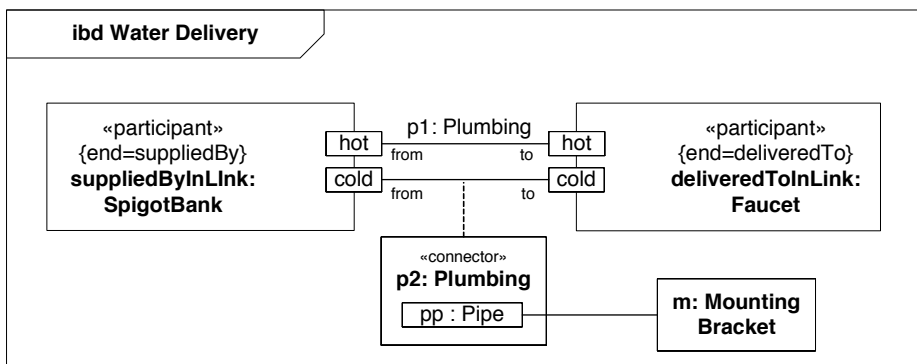 ibd Water Delivery
«participant»
{end=suppliedBy}
suppliedByInLInk:
SpigotBank
hot
cold
p1: Plumbing
from
to
from
to
hot
cold
«participant»
{end=deliveredTo}
deliveredToInLink:
Faucet
«connector»
p2: Plumbing
pp : Pipe
m: Mounting
Bracket